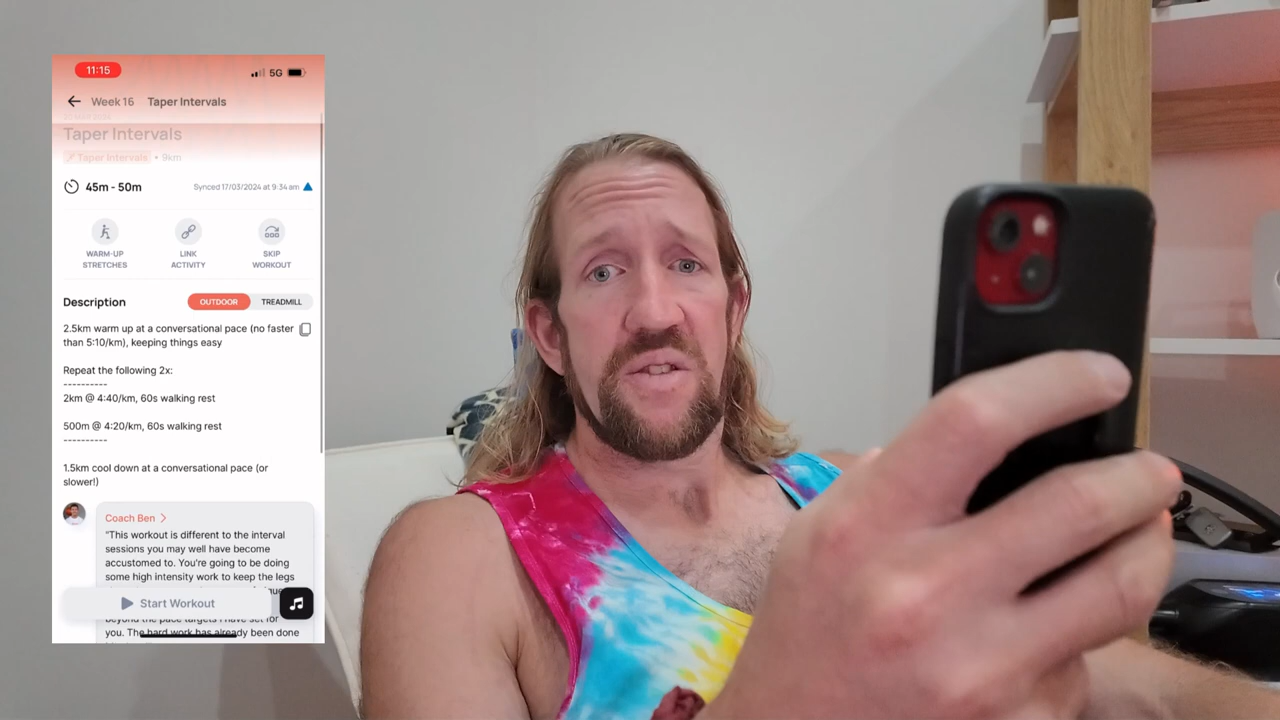 11:15
5G
Week 16 Taper Intervals
Taper Intervals
Taper Intervals • 9km
45m - 50m
Synced 17/03/2024 at 9:34 am
WARM-UP STRETCHES
LINK ACTIVITY
SKIP WORKOUT
Description
OUTDOOR
TREADMILL
2.5km warm up at a conversational pace (no faster
than 5:10/km), keeping things easy
Repeat the following 2x:
----------
2km @ 4:40/km, 60s walking rest
500m @ 4:20/km, 60s walking rest
----------
1.5km cool down at a conversational pace (or
slower!)
Coach Ben
"This workout is different to the interval
sessions you may well have become
accustomed to. You're going to be doing
some high intensity work to keep the legs
Start Workout
beyond the pace targets I have set for
you. The hard work has already been done